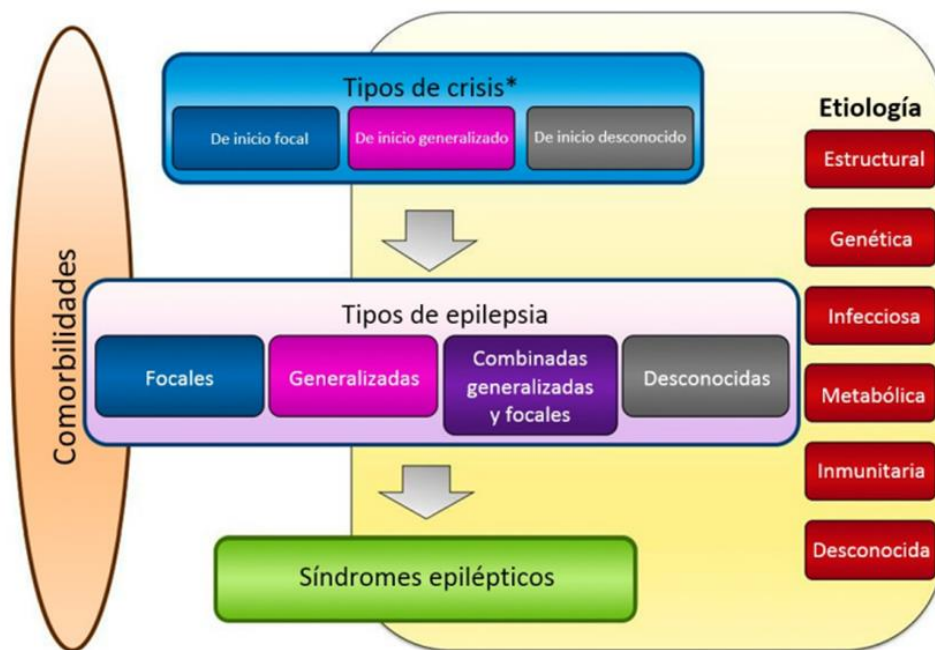 Tipos de crisis*
De inicio focal
De inicio generalizado
De inicio desconocido
Etiología
Estructural
Genética
Infecciosa
Metabólica
Inmunitaria
Desconocida
Comorbilidades
Tipos de epilepsia
Focales
Generalizadas
Combinadas
generalizadas
y focales
Desconocidas
Síndromes epilépticos